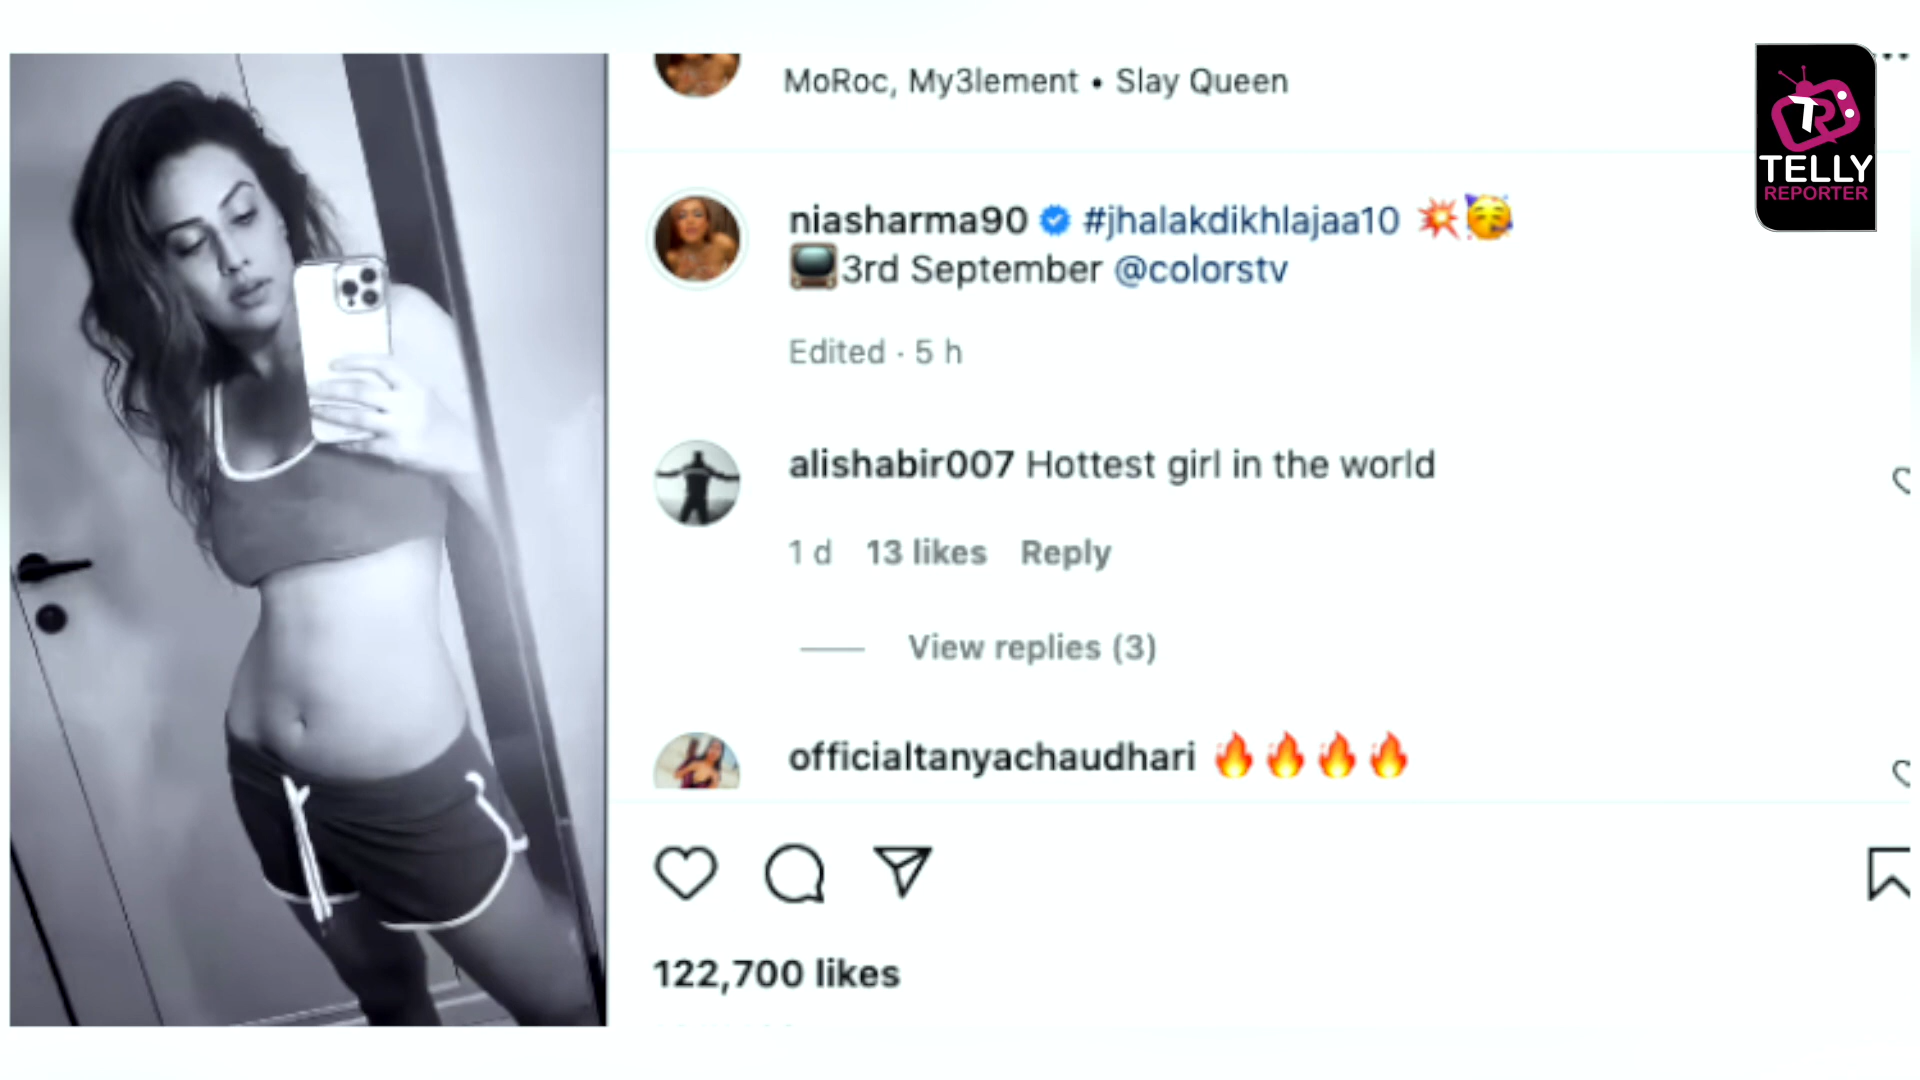 MoRoc, My3lement • Slay Queen
TELLY
REPORTER
niasharma90 #jhalakdikhlajaa10 💥🥳
📺3rd September @colorstv
Edited · 5 h
alishabir007 Hottest girl in the world
1 d 13 likes Reply
View replies (3)
officialtanyachaudhari 🔥🔥🔥🔥
122,700 likes